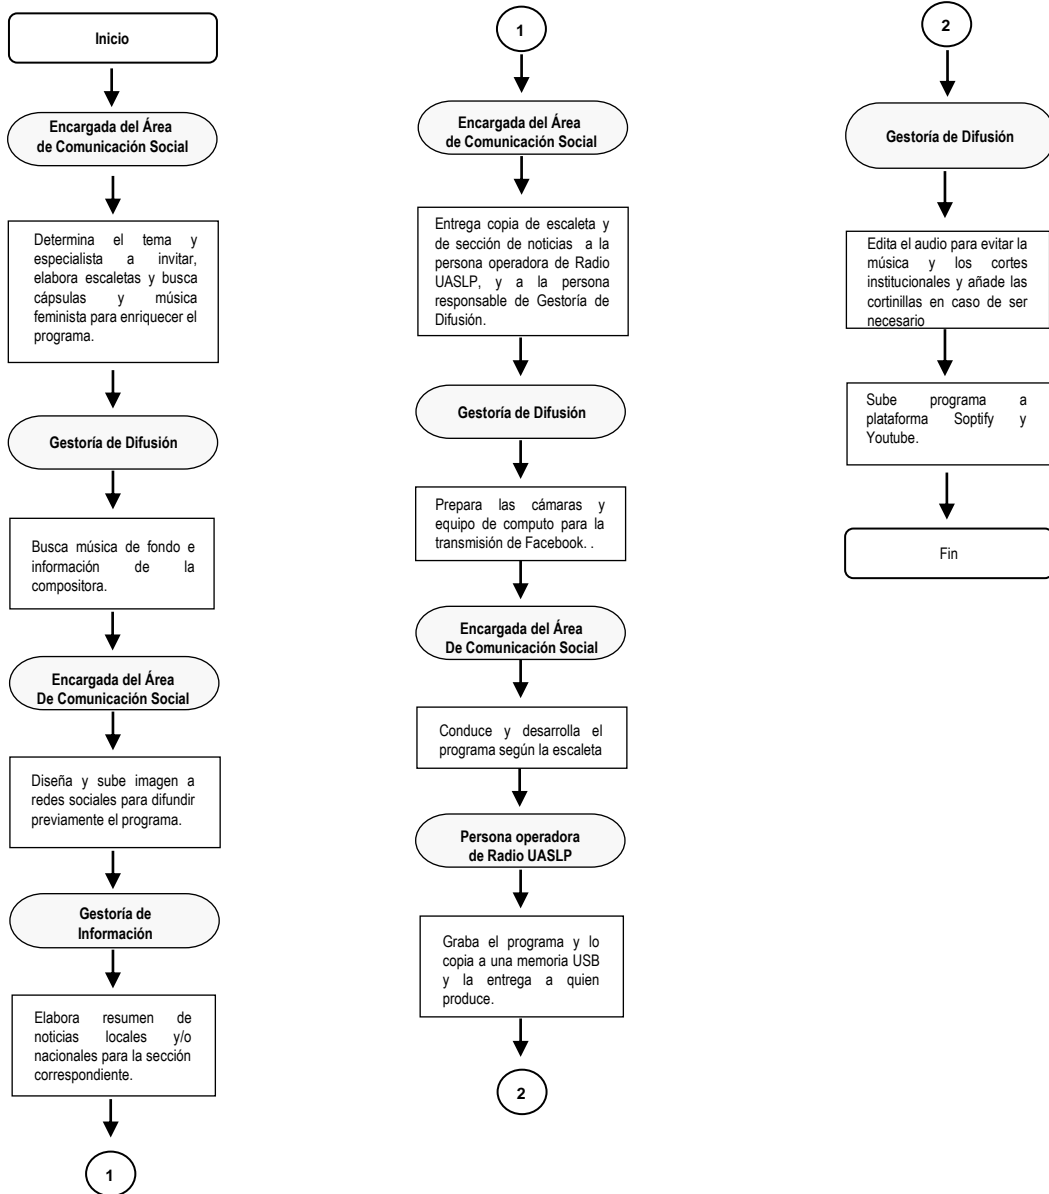 Inicio
Encargada del Área
de Comunicación Social
Determina el tema y
especialista a invitar,
elabora escaletas y busca
cápsulas y música
feminista para enriquecer el
programa.
Gestoría de Difusión
Busca música de fondo e
información de la
compositora.
Encargada del Área
De Comunicación Social
Diseña y sube imagen a
redes sociales para difundir
previamente el programa.
Gestoría de
Información
Elabora resumen de
noticias locales y/o
nacionales para la sección
correspondiente.
1
1
Encargada del Área
de Comunicación Social
Entrega copia de escaleta y
de sección de noticias a la
persona operadora de Radio
UASLP, y a la persona
responsable de Gestoría de
Difusión.
Gestoría de Difusión
Prepara las cámaras y
equipo de computo para la
transmisión de Facebook. .
Encargada del Área
De Comunicación Social
Conduce y desarrolla el
programa según la escaleta
Persona operadora
de Radio UASLP
Graba el programa y lo
copia a una memoria USB
y la entrega a quien
produce.
2
2
Gestoría de Difusión
Edita el audio para evitar la
música y los cortes
institucionales y añade las
cortinillas en caso de ser
necesario
Sube programa a
plataforma Soptify y
Youtube.
Fin